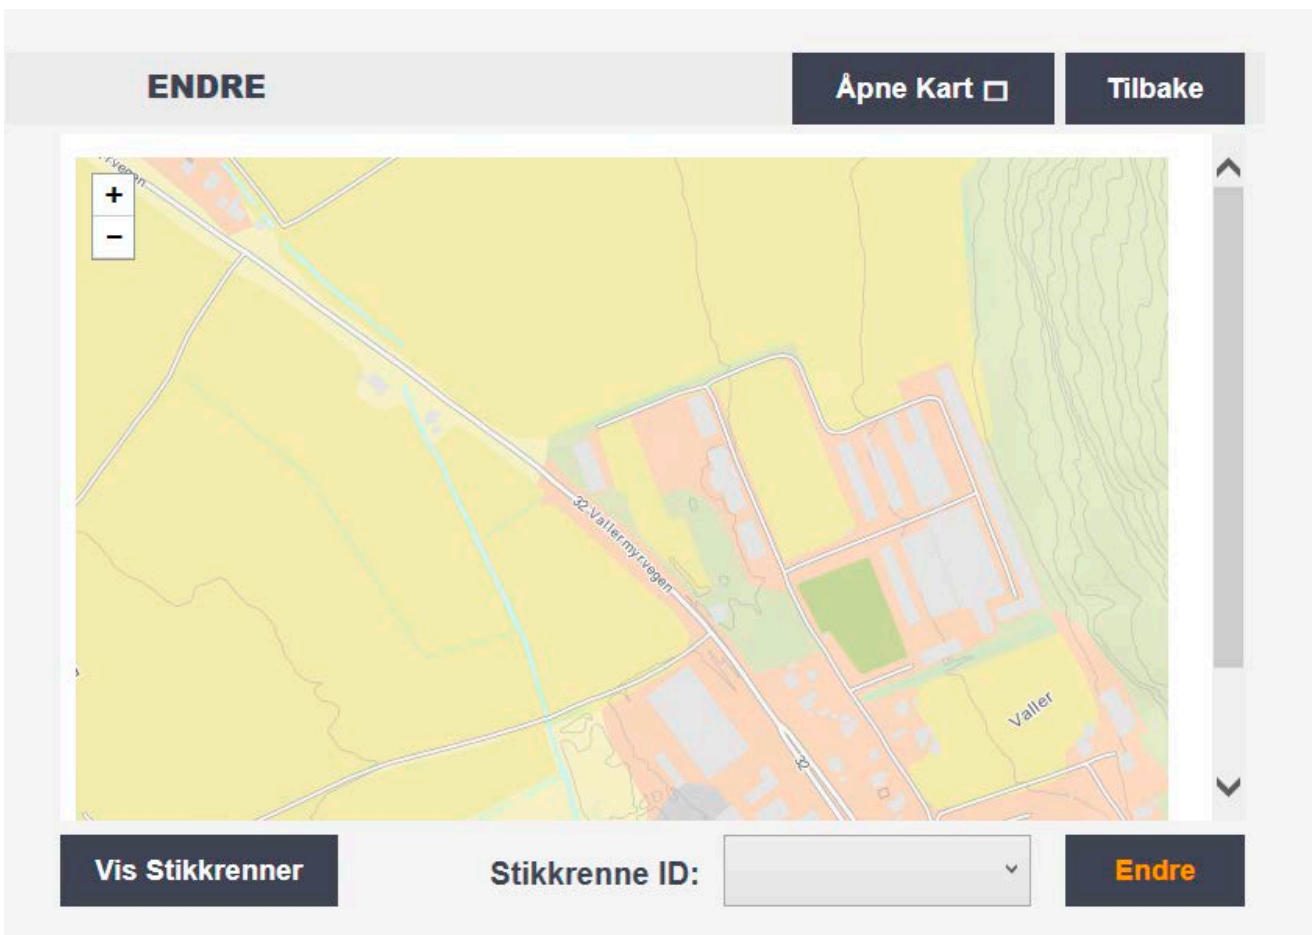 ENDRE
Åpne Kart
Tilbake
+
-
32 Vallermyrvegen
Valler
32
Vis Stikkrenner
Stikkrenne ID:
Endre